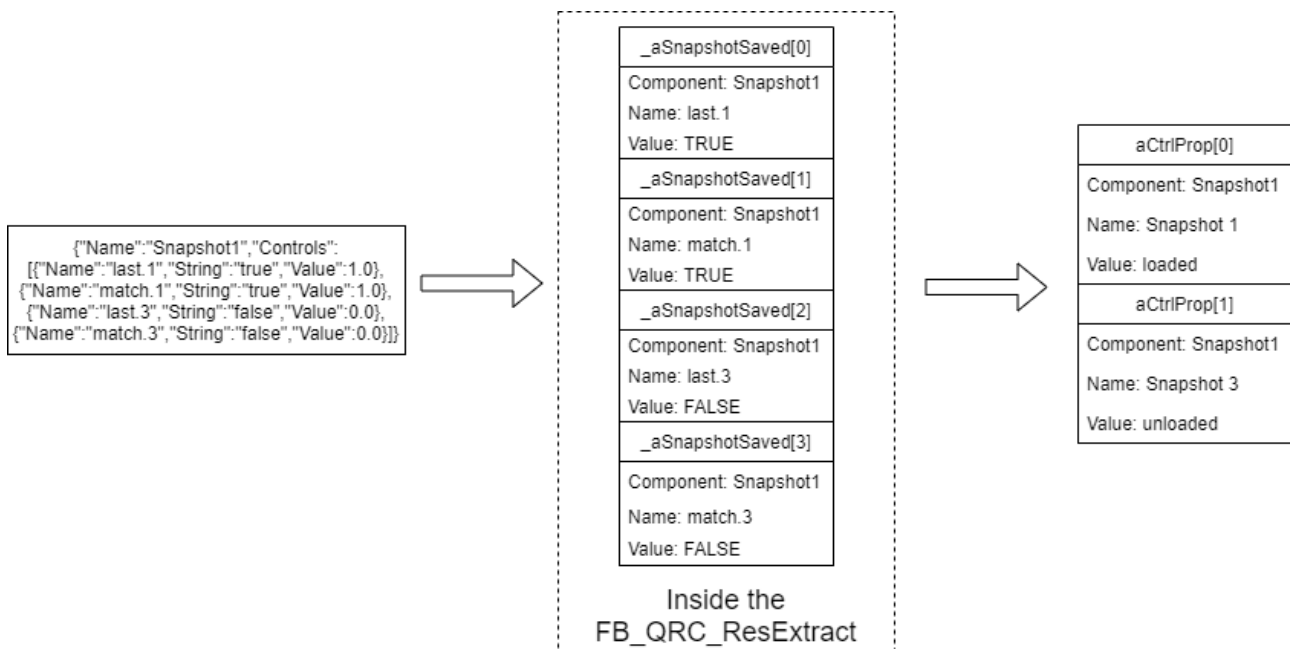 {"Name":"Snapshot1","Controls":
[{"Name":"last.1","String":"true","Value":1.0},
{"Name":"match.1","String":"true","Value":1.0},
{"Name":"last.3","String":"false","Value":0.0},
{"Name":"match.3","String":"false","Value":0.0}]}
_aSnapshotSaved[0]
Component: Snapshot1
Name: last.1
Value: TRUE
_aSnapshotSaved[1]
Component: Snapshot1
Name: match.1
Value: TRUE
_aSnapshotSaved[2]
Component: Snapshot1
Name: last.3
Value: FALSE
_aSnapshotSaved[3]
Component: Snapshot1
Name: match.3
Value: FALSE
Inside the
FB_QRC_ResExtract
aCtrlProp[0]
Component: Snapshot1
Name: Snapshot 1
Value: loaded
aCtrlProp[1]
Component: Snapshot1
Name: Snapshot 3
Value: unloaded